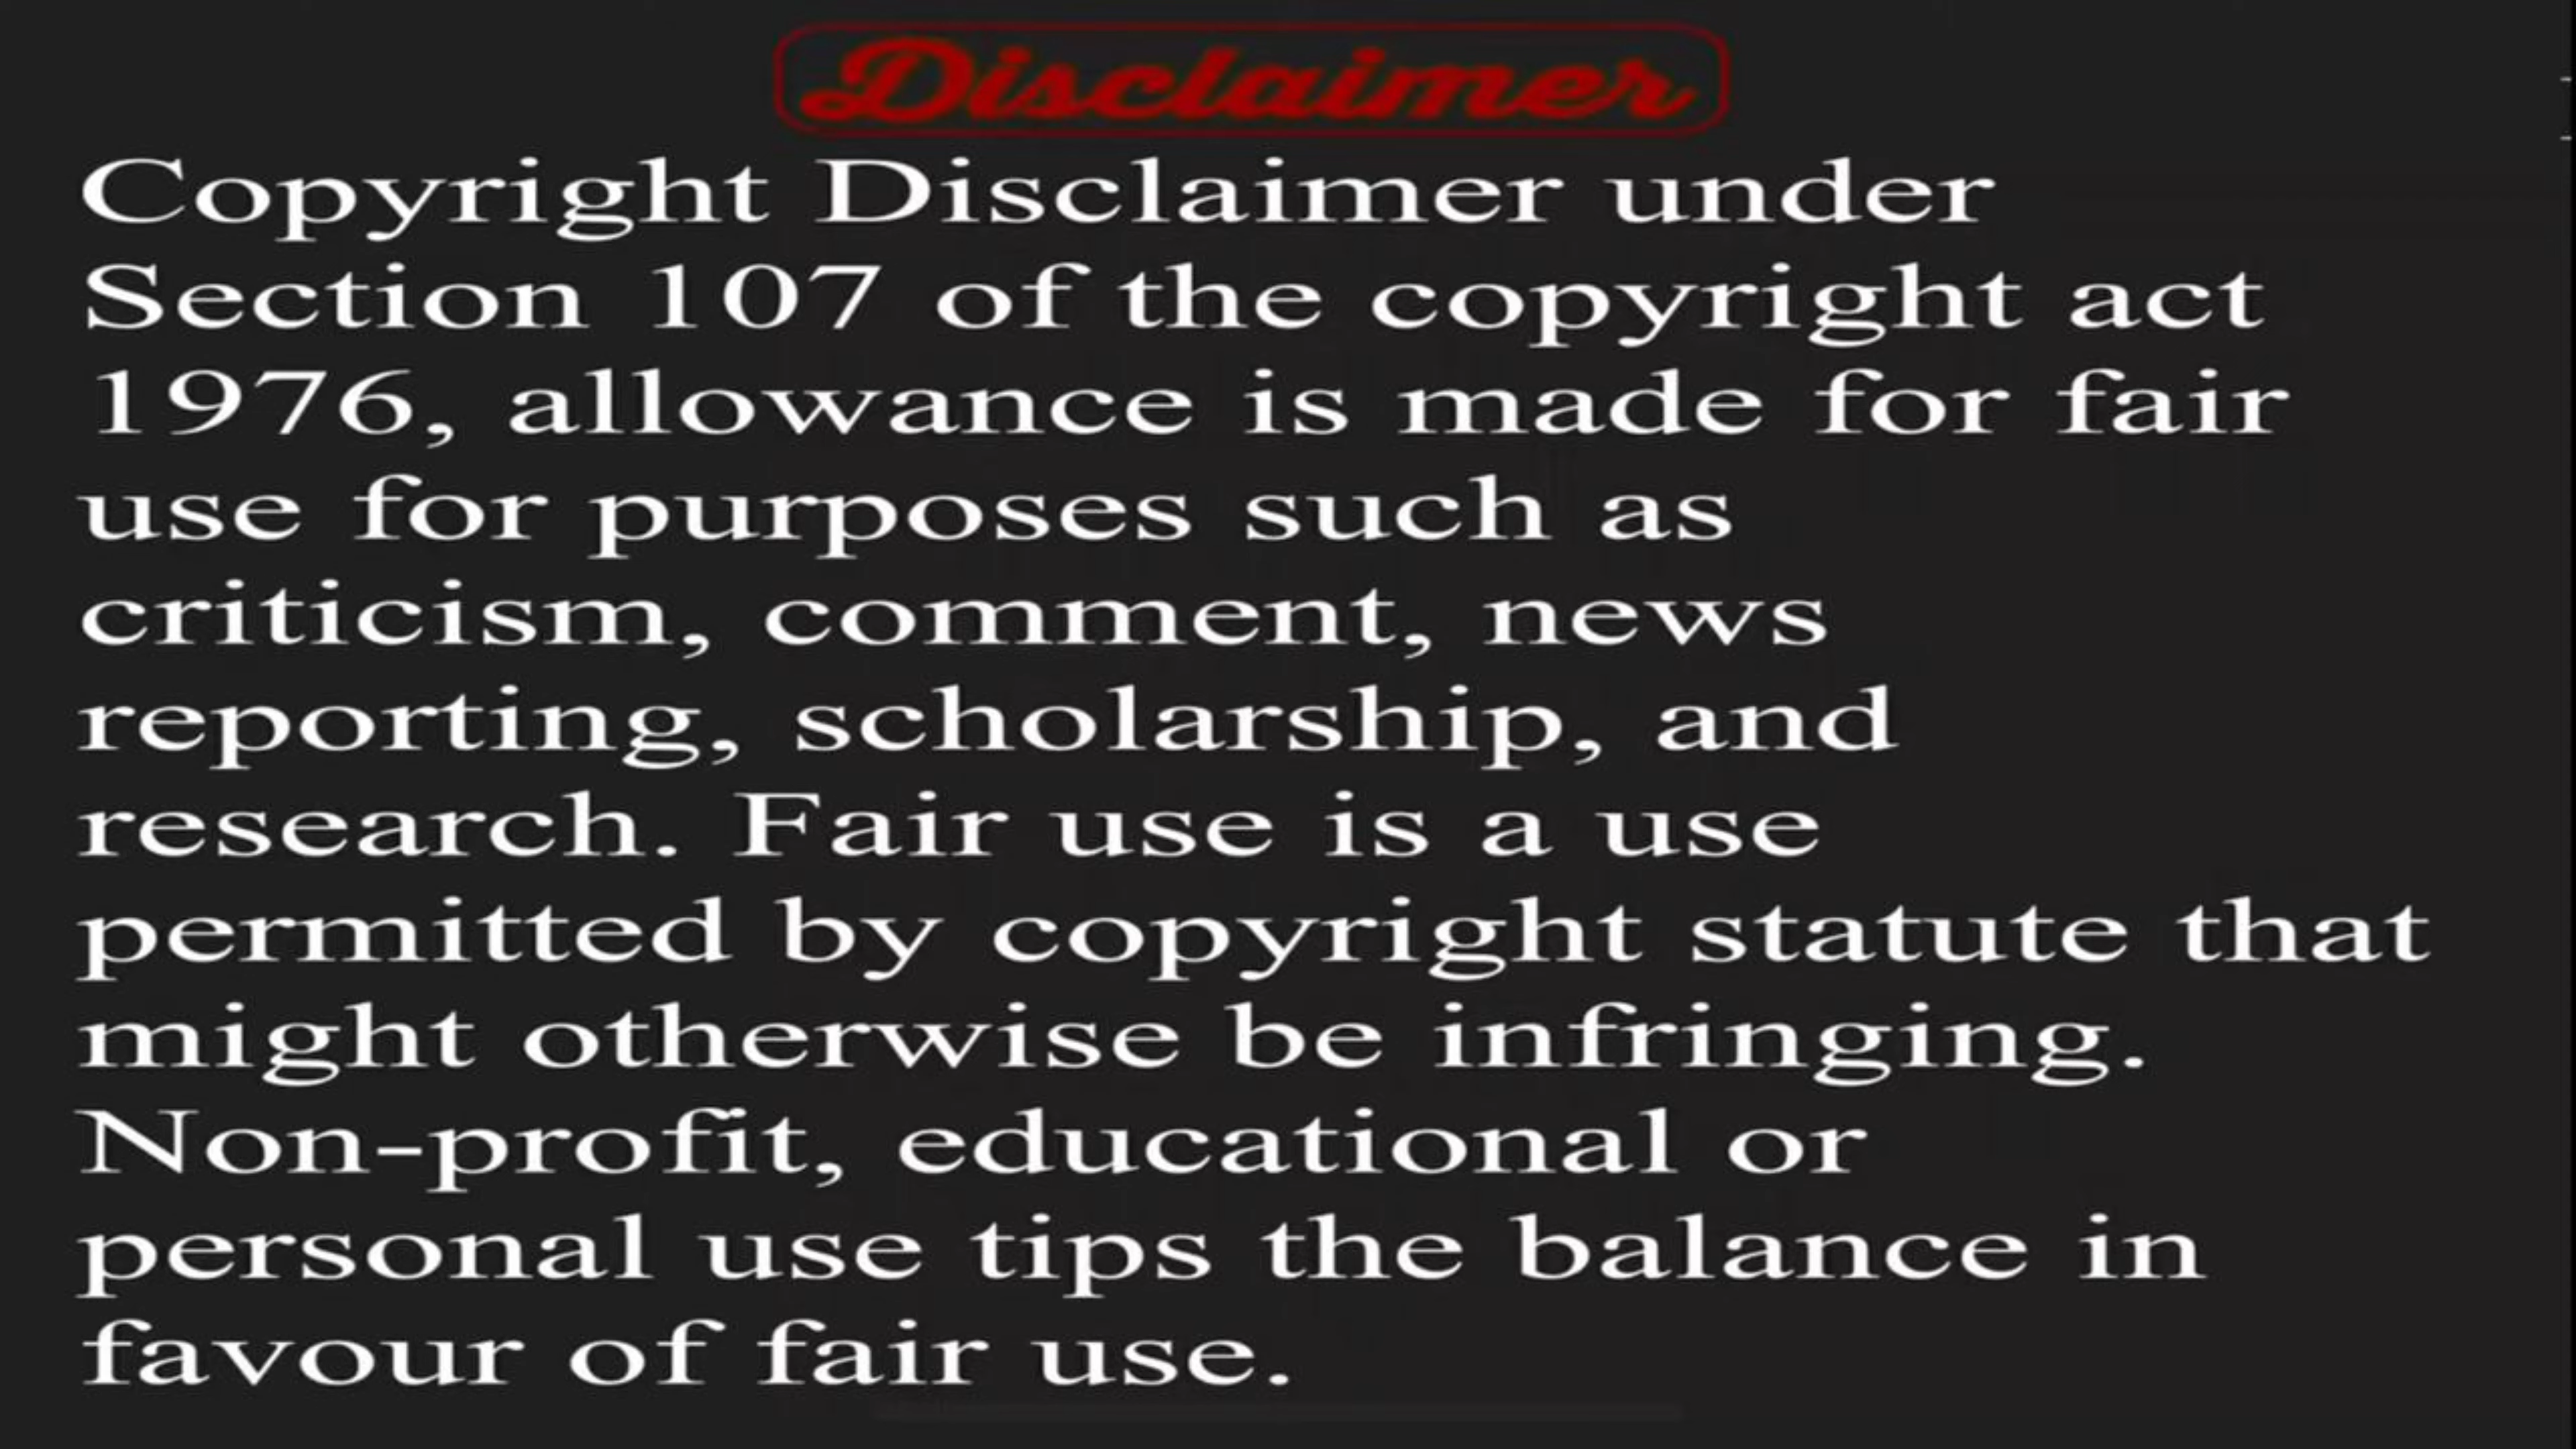 Disclaimer
Copyright Disclaimer under
Section 107 of the copyright act
1976, allowance is made for fair
use for purposes such as
criticism, comment, news
reporting, scholarship, and
research. Fair use is a use
permitted by copyright statute that
might otherwise be infringing.
Non-profit, educational or
personal use tips the balance in
favour of fair use.